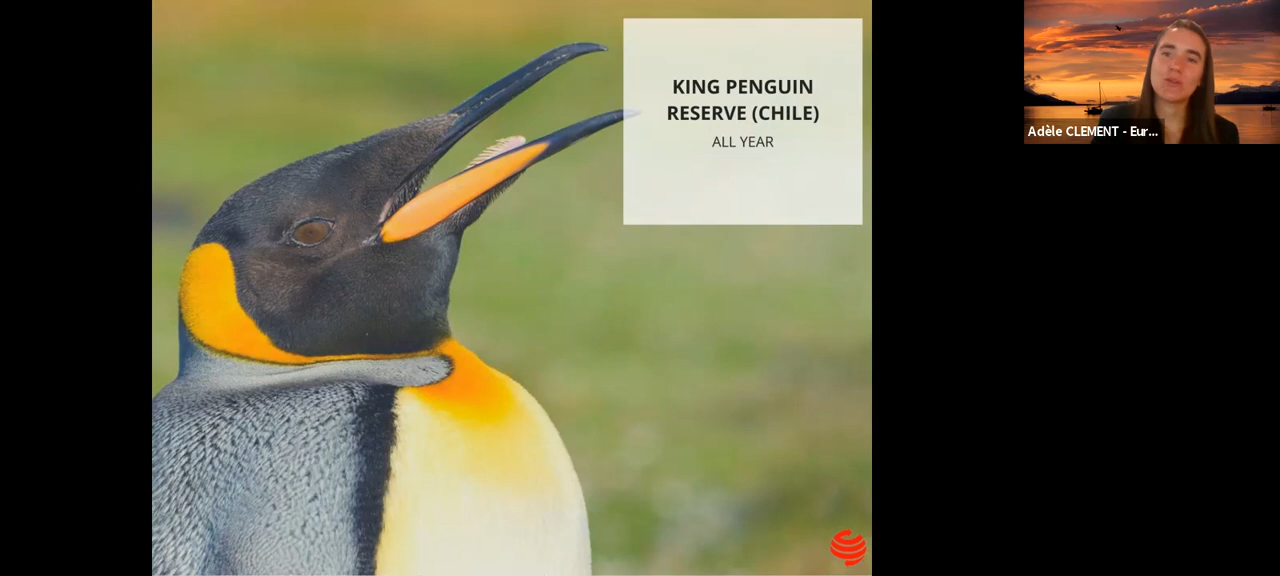 KING PENGUIN
RESERVE (CHILE)
ALL YEAR
Adèle CLEMENT - Eur...